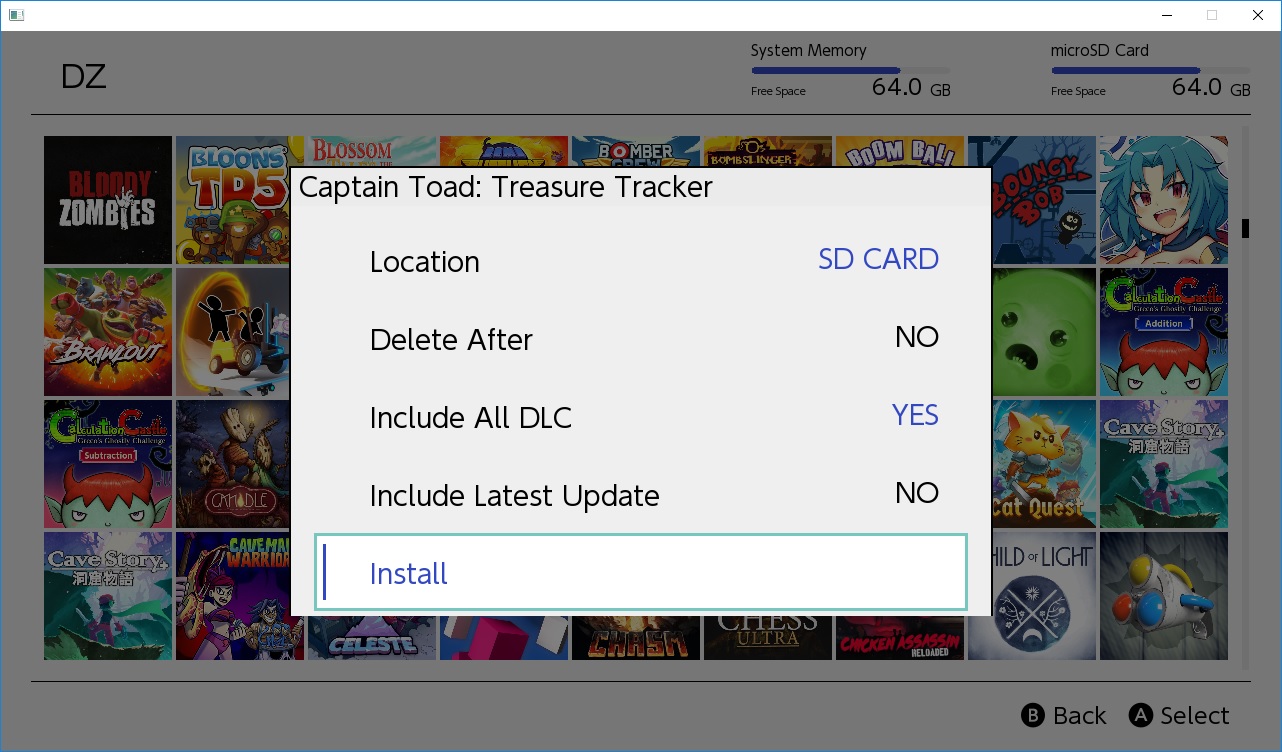 System Memory
microSD Card
DZ
Free Space
64.0 GB
Free Space
64.0 GB
BLOODY
ZOMBIES
BLOONS
TD5
BLOSSOM
BOMBER
CREW
BOMBSLINGER
BOOM BALL
BOUNCY
BOB
Captain Toad: Treasure Tracker
Location
SD CARD
Delete After
NO
Include All DLC
YES
Include Latest Update
NO
Install
BRAWLOUT
Calculation Castle
Greco's Ghostly Challenge
Addition
Calculation Castle
Greco's Ghostly Challenge
Subtraction
CANDLE
Cat Quest
Cave Story+
洞窟物語
Cave Story+
洞窟物語
CAVEMAN
WARRIORS
CELESTE
CHASM
CHESS
ULTRA
CHICKEN ASSASSIN
RELOADED
CHILD OF LIGHT
B Back
A Select